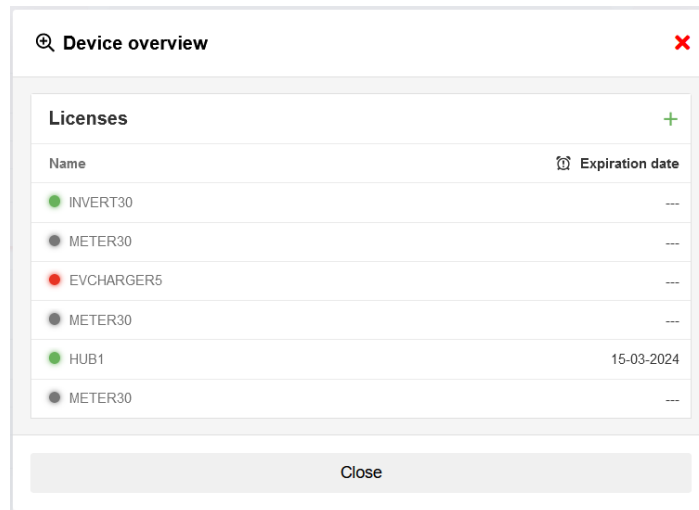 Device overview
Licenses
Name Expiration date
INVERT30 ---
METER30 ---
EVCHARGER5 ---
METER30 ---
HUB1 15-03-2024
METER30 ---
Close